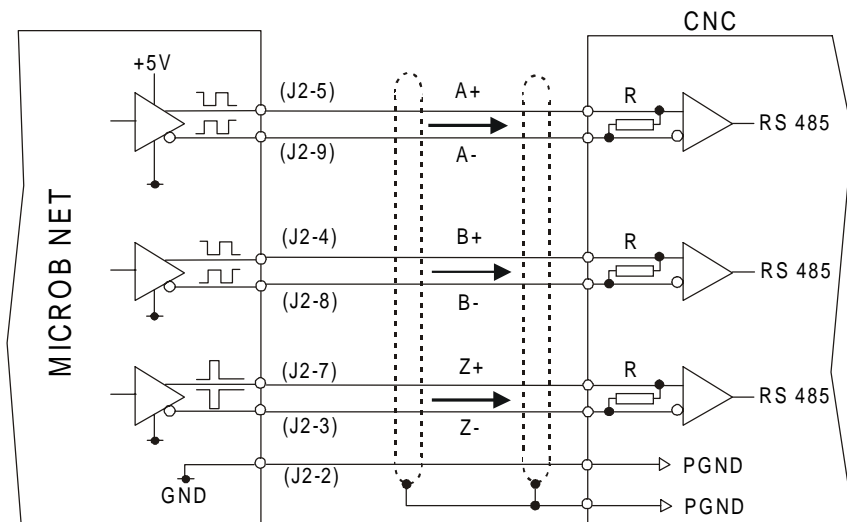 CNC
+5V
(J2-5)
A+
R
RS 485
(J2-9)
A-
MICROB NET
(J2-4)
B+
R
RS 485
(J2-8)
B-
(J2-7)
Z+
R
RS 485
(J2-3)
Z-
GND
(J2-2)
PGND
PGND